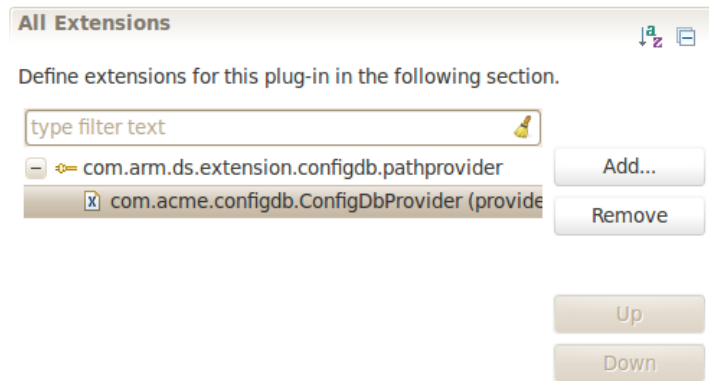 All Extensions
Define extensions for this plug-in in the following section.
type filter text
com.arm.ds.extension.configdb.pathprovider
Add...
com.acme.configdb.ConfigDbProvider (provide
Remove
Up
Down